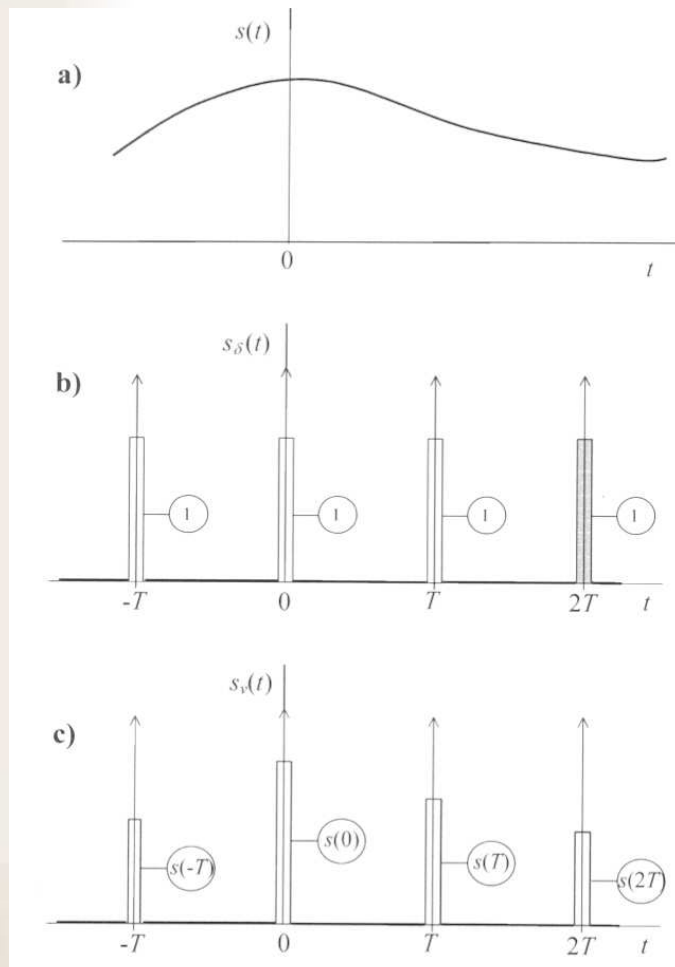 s(t)
a)
0
t
s_δ(t)
b)
1 1 1 1
-T 0 T 2T t
s_v(t)
c)
s(-T) s(0) s(T) s(2T)
-T 0 T 2T t